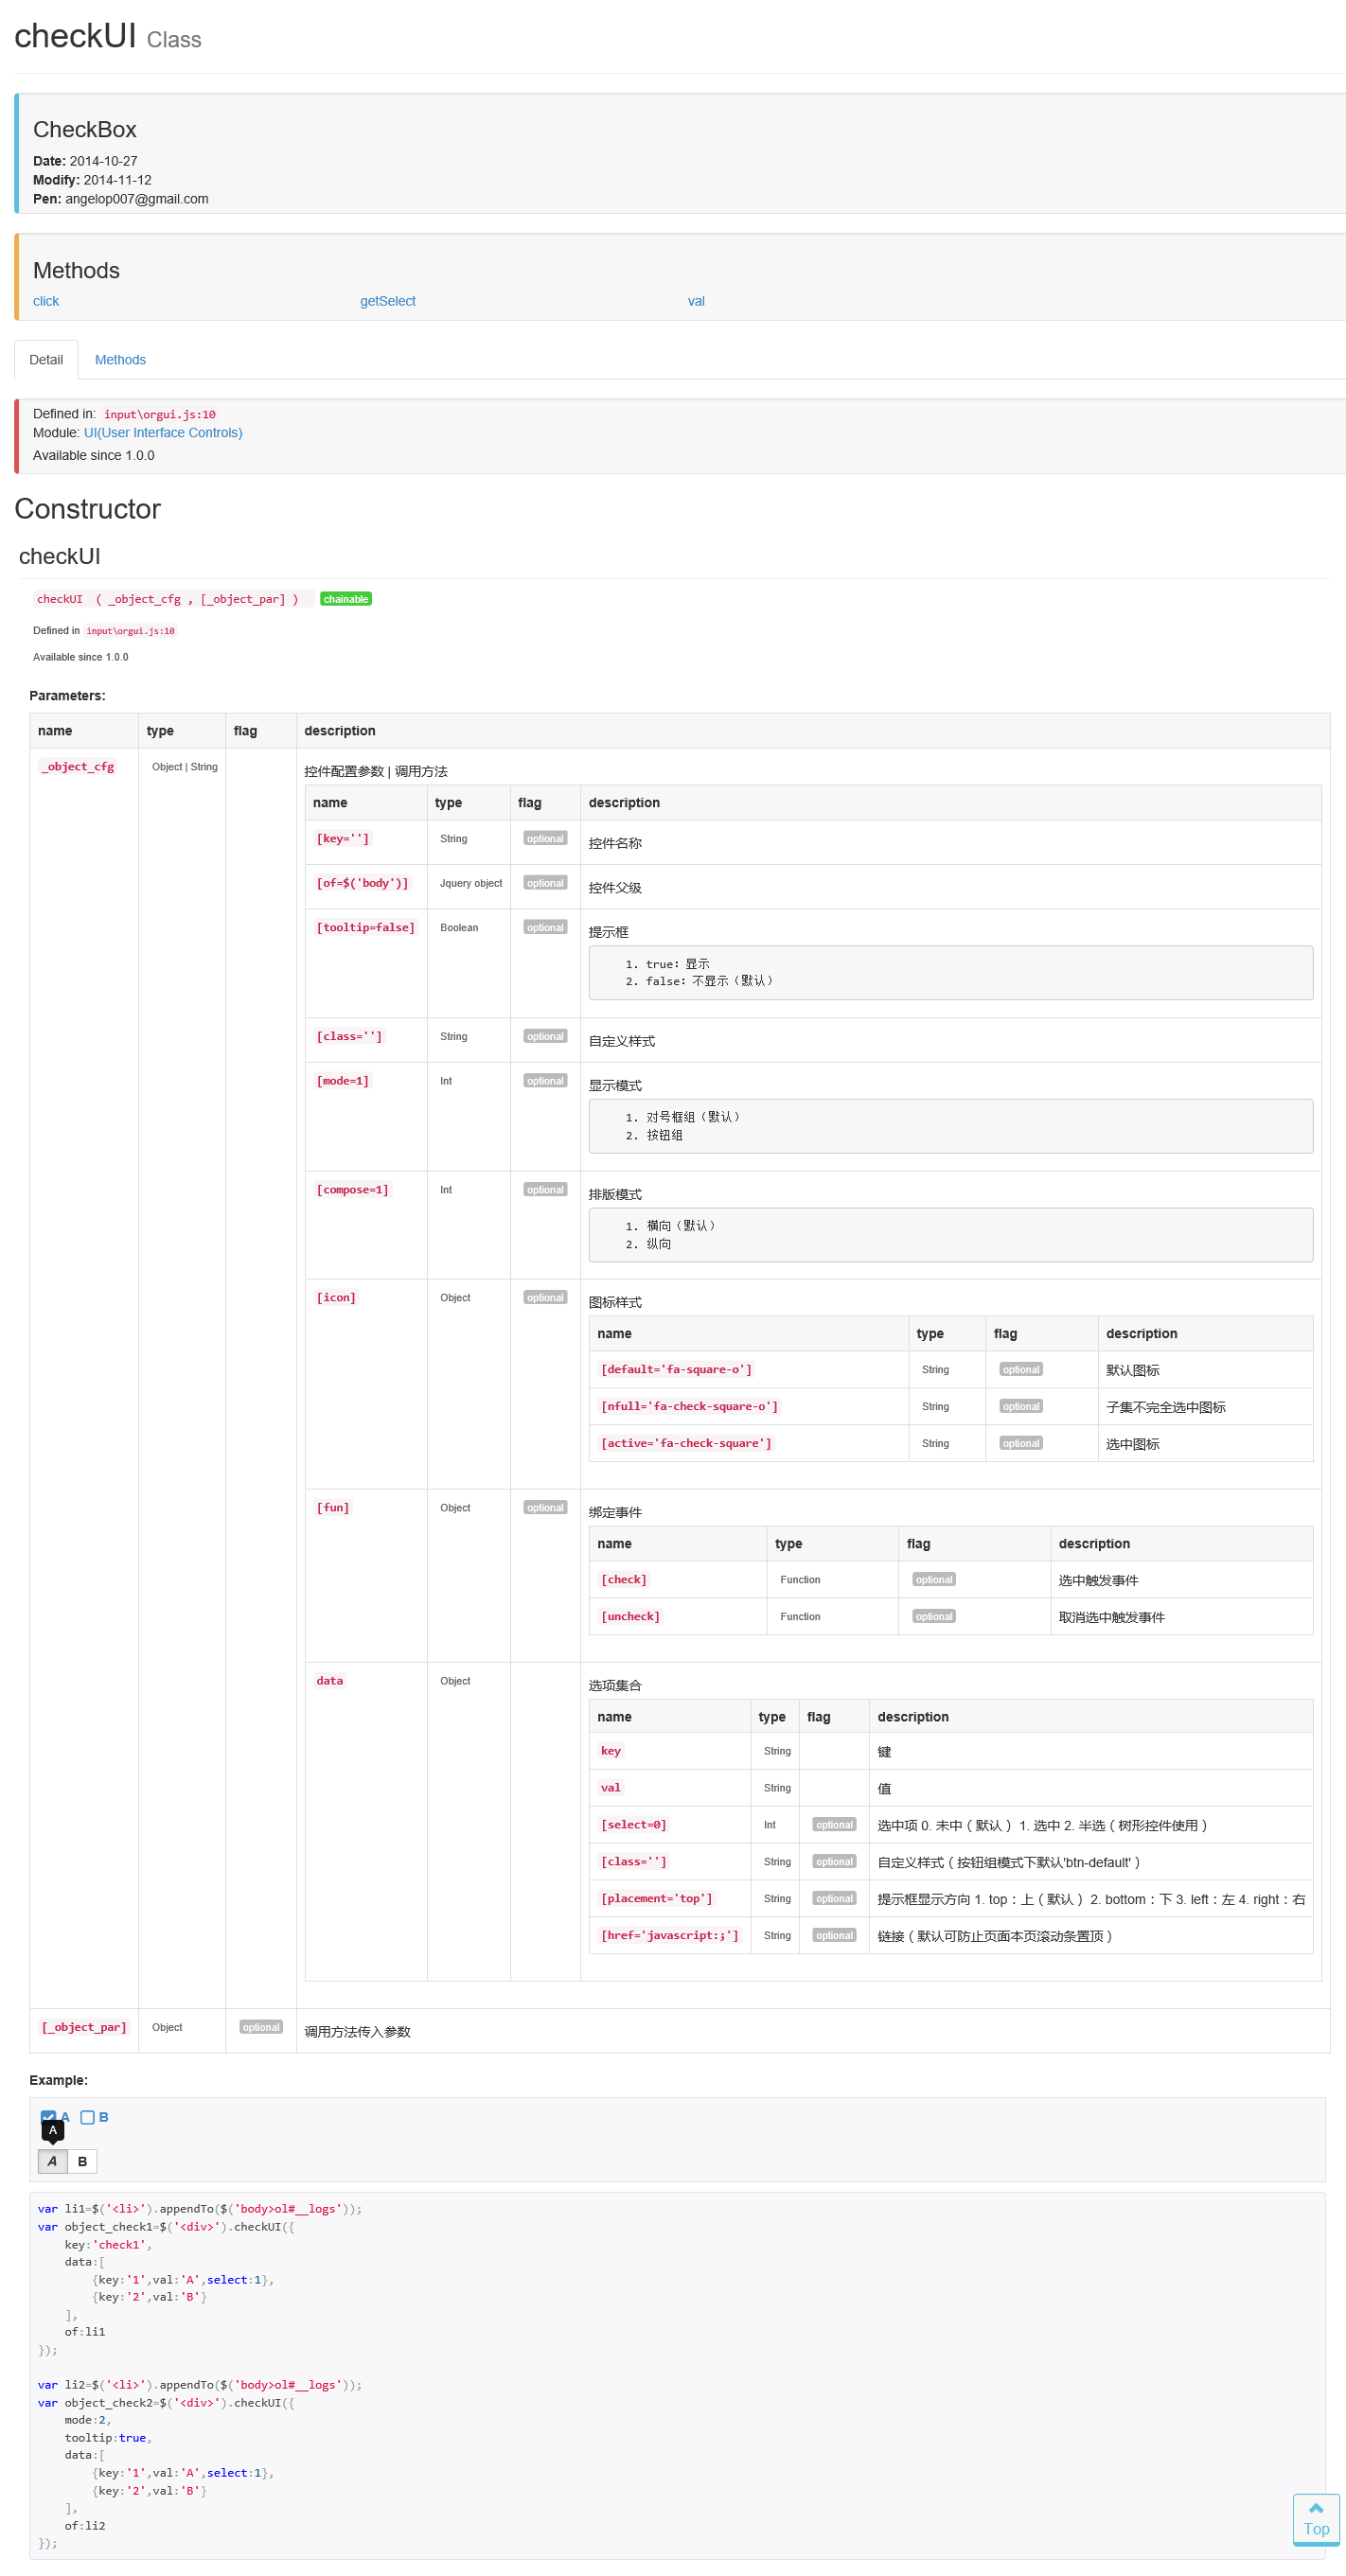 checkUI Class
CheckBox
Date: 2014-10-27
Modify: 2014-11-12
Pen: angelop007@gmail.com
Methods
click getSelect val
Detail Methods
Defined in: input\orgui.js:10
Module: UI(User Interface Controls)
Available since 1.0.0
Constructor
checkUI
checkUI ( _object_cfg , [_object_par] ) chainable
Defined in input\orgui.js:10
Available since 1.0.0
Parameters:
name type flag description
_object_cfg Object | String 控件配置参数 | 调用方法
name type flag description
[key=''] String optional 控件名称
[of=$('body')] Jquery object optional 控件父级
[tooltip=false] Boolean optional 提示框
1. true: 显示
2. false: 不显示（默认）
[class=''] String optional 自定义样式
[mode=1] Int optional 显示模式
1. 对号框组（默认）
2. 按钮组
[compose=1] Int optional 排版模式
1. 横向（默认）
2. 纵向
[icon] Object optional 图标样式
name type flag description
[default='fa-square-o'] String optional 默认图标
[nfull='fa-check-square-o'] String optional 子集不完全选中图标
[active='fa-check-square'] String optional 选中图标
[fun] Object optional 绑定事件
name type flag description
[check] Function optional 选中触发事件
[uncheck] Function optional 取消选中触发事件
data Object 选项集合
name type flag description
key String 键
val String 值
[select=0] Int optional 选中项 0. 未中（默认） 1. 选中 2. 半选（树形控件使用）
[class=''] String optional 自定义样式（按钮组模式下默认'btn-default'）
[placement='top'] String optional 提示框显示方向 1. top：上（默认） 2. bottom：下 3. left：左 4. right：右
[href='javascript:;'] String optional 链接（默认可防止页面本页滚动条置顶）
[_object_par] Object optional 调用方法传入参数
Example:
A B
A
A B
var li1=$('<li>').appendTo($('body>ol#__logs'));
var object_check1=$('<div>').checkUI({
key:'check1',
data:[
{key:'1',val:'A',select:1},
{key:'2',val:'B'}
],
of:li1
});
var li2=$('<li>').appendTo($('body>ol#__logs'));
var object_check2=$('<div>').checkUI({
mode:2,
tooltip:true,
data:[
{key:'1',val:'A',select:1},
{key:'2',val:'B'}
],
of:li2
});
Top